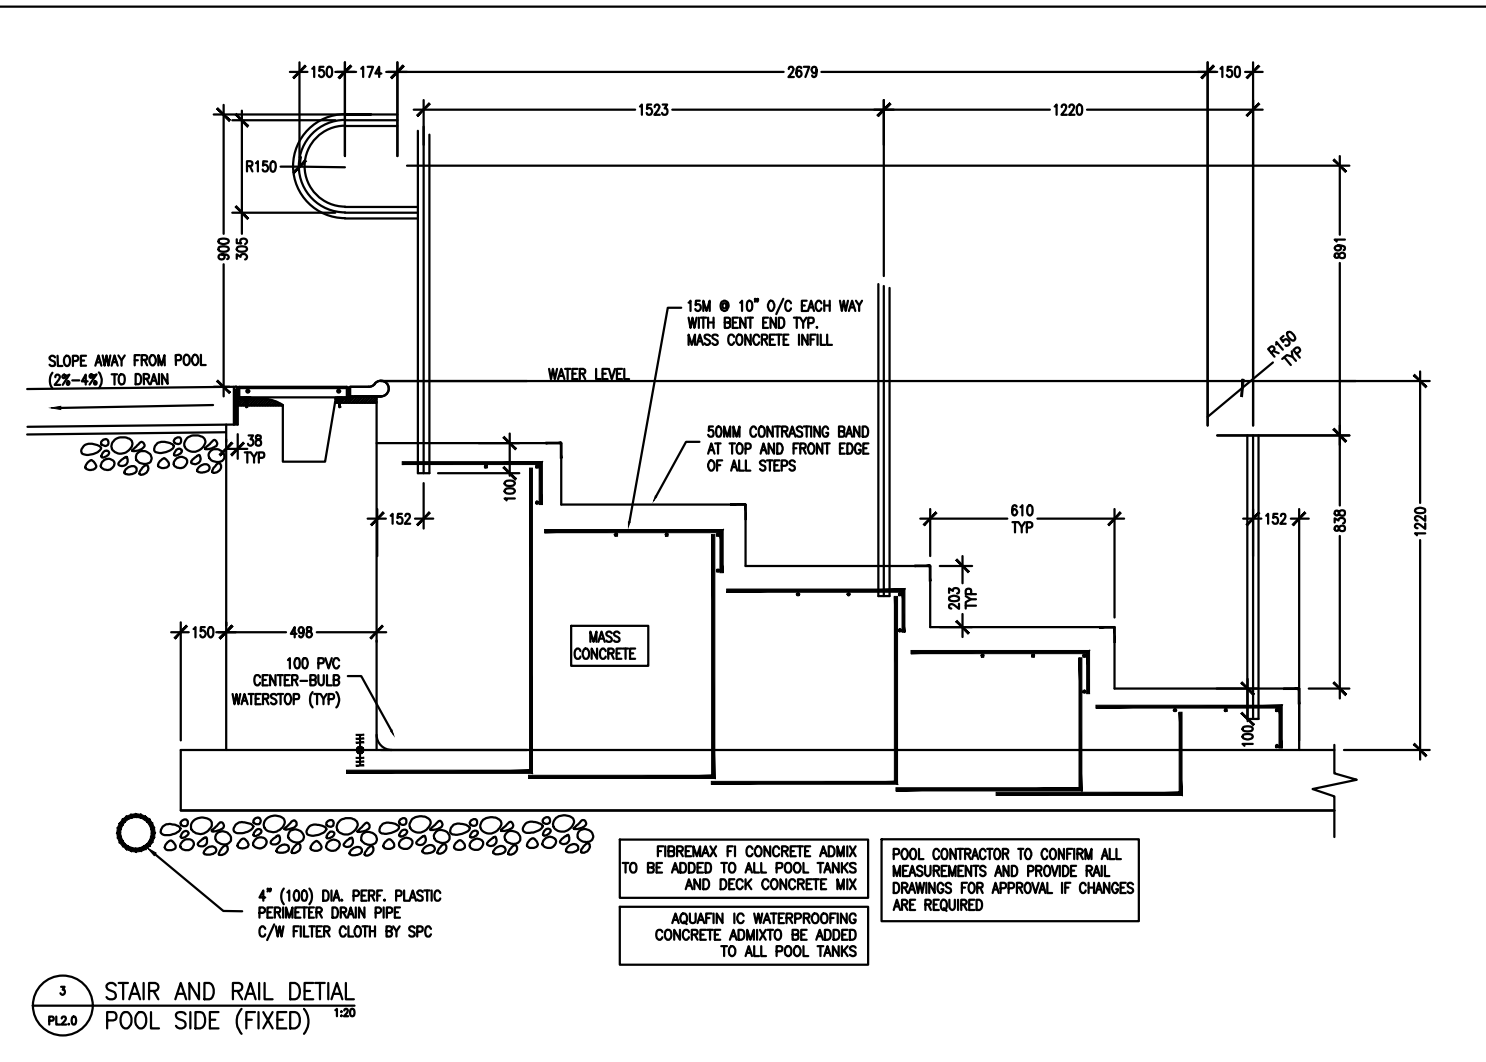 150
174
2679
150
1523
1220
R150
900
305
891
15M @ 10" O/C EACH WAY
WITH BENT END TYP.
MASS CONCRETE INFILL
R150
TYP
SLOPE AWAY FROM POOL
(2%-4%) TO DRAIN
WATER LEVEL
38
TYP
50MM CONTRASTING BAND
AT TOP AND FRONT EDGE
OF ALL STEPS
100
152
610
TYP
152
838
1220
203
TYP
150
498
MASS
CONCRETE
100 PVC
CENTER-BULB
WATERSTOP (TYP)
100
FIBREMAX FI CONCRETE ADMIX
TO BE ADDED TO ALL POOL TANKS
AND DECK CONCRETE MIX
POOL CONTRACTOR TO CONFIRM ALL
MEASUREMENTS AND PROVIDE RAIL
DRAWINGS FOR APPROVAL IF CHANGES
ARE REQUIRED
4" (100) DIA. PERF. PLASTIC
PERIMETER DRAIN PIPE
C/W FILTER CLOTH BY SPC
AQUAFIN IC WATERPROOFING
CONCRETE ADMIXTO BE ADDED
TO ALL POOL TANKS
3
STAIR AND RAIL DETIAL
PL2.0
POOL SIDE (FIXED)
1:20